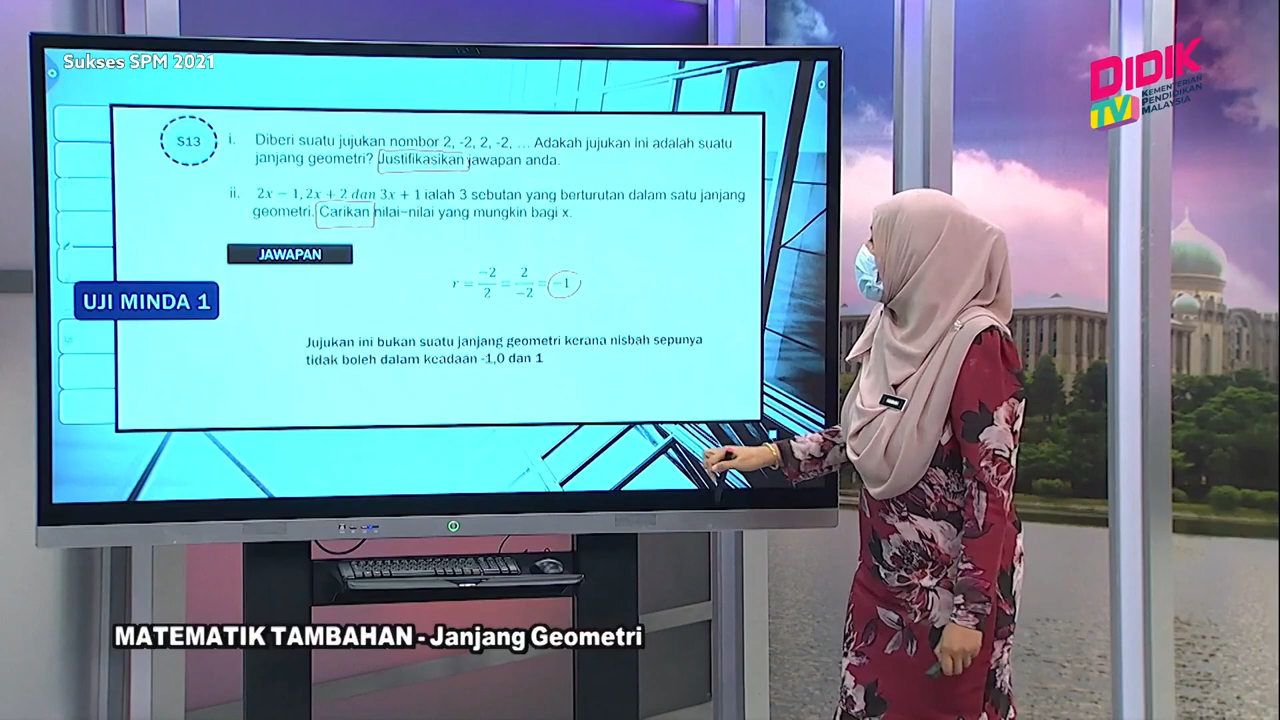 Sukses SPM 2021
DIDIK
TV
KEMENTERIAN
PENDIDIKAN
MALAYSIA
S13
i. Diberi suatu jujukan nombor 2, -2, 2, -2, … Adakah jujukan ini adalah suatu
janjang geometri? Justifikasikan jawapan anda.
ii. 2x − 1, 2x + 2 dan 3x + 1 ialah 3 sebutan yang berturutan dalam satu janjang
geometri. Carikan nilai–nilai yang mungkin bagi x.
JAWAPAN
r = −2/2 = 2/−2 = −1
UJI MINDA 1
Jujukan ini bukan suatu janjang geometri kerana nisbah sepunya
tidak boleh dalam keadaan -1,0 dan 1
MATEMATIK TAMBAHAN - Janjang Geometri